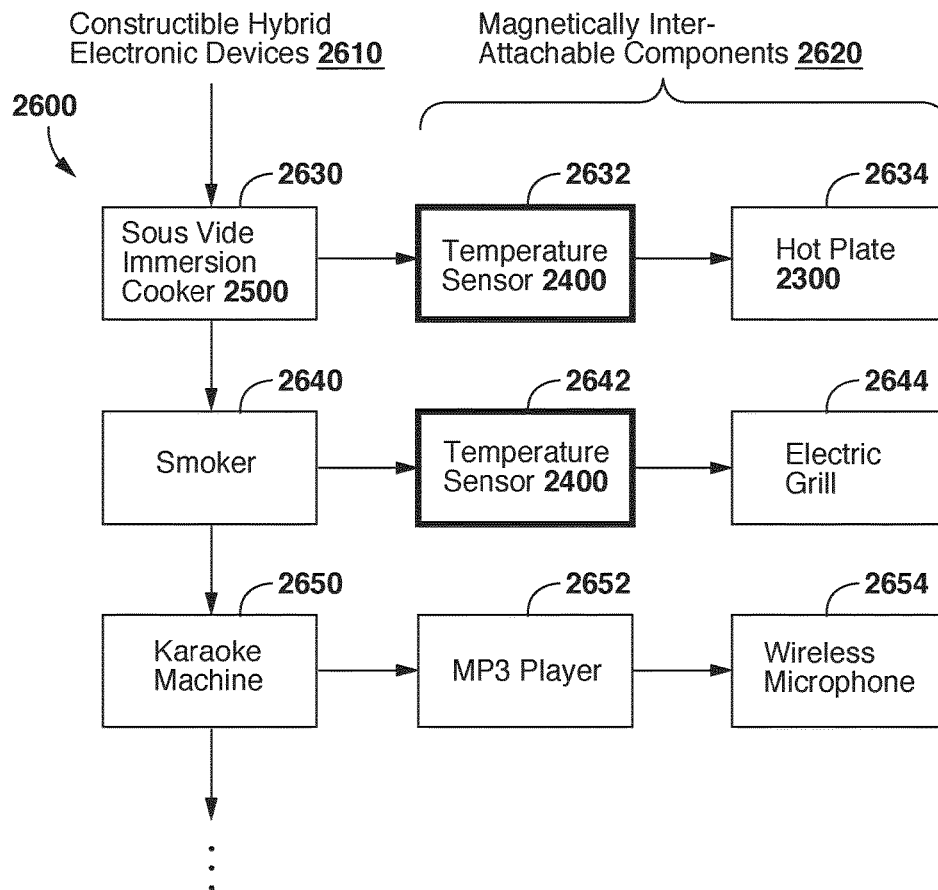 Constructible Hybrid
Electronic Devices 2610
Magnetically Inter-
Attachable Components 2620
2600
2630
2632
2634
Sous Vide
Immersion
Cooker 2500
Temperature
Sensor 2400
Hot Plate
2300
2640
2642
2644
Smoker
Temperature
Sensor 2400
Electric
Grill
2650
2652
2654
Karaoke
Machine
MP3 Player
Wireless
Microphone